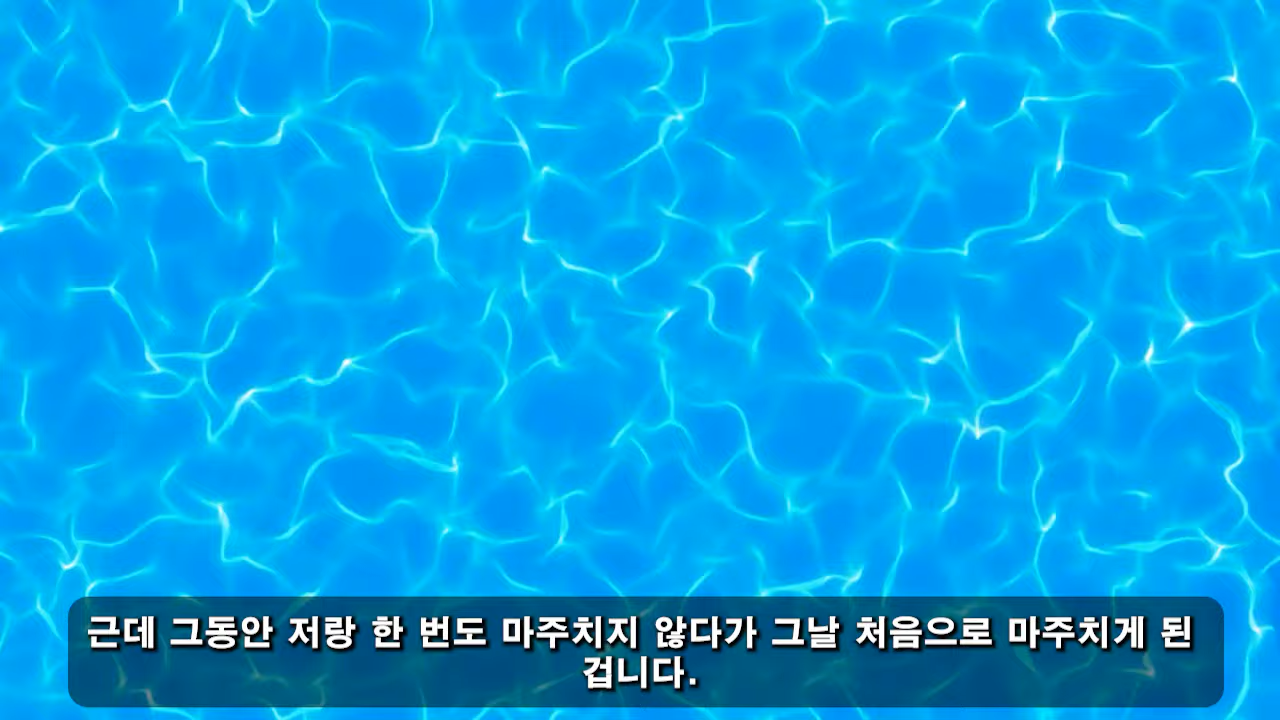 근데 그동안 저랑 한 번도 마주치지 않다가 그날 처음으로 마주치게 된
겁니다.